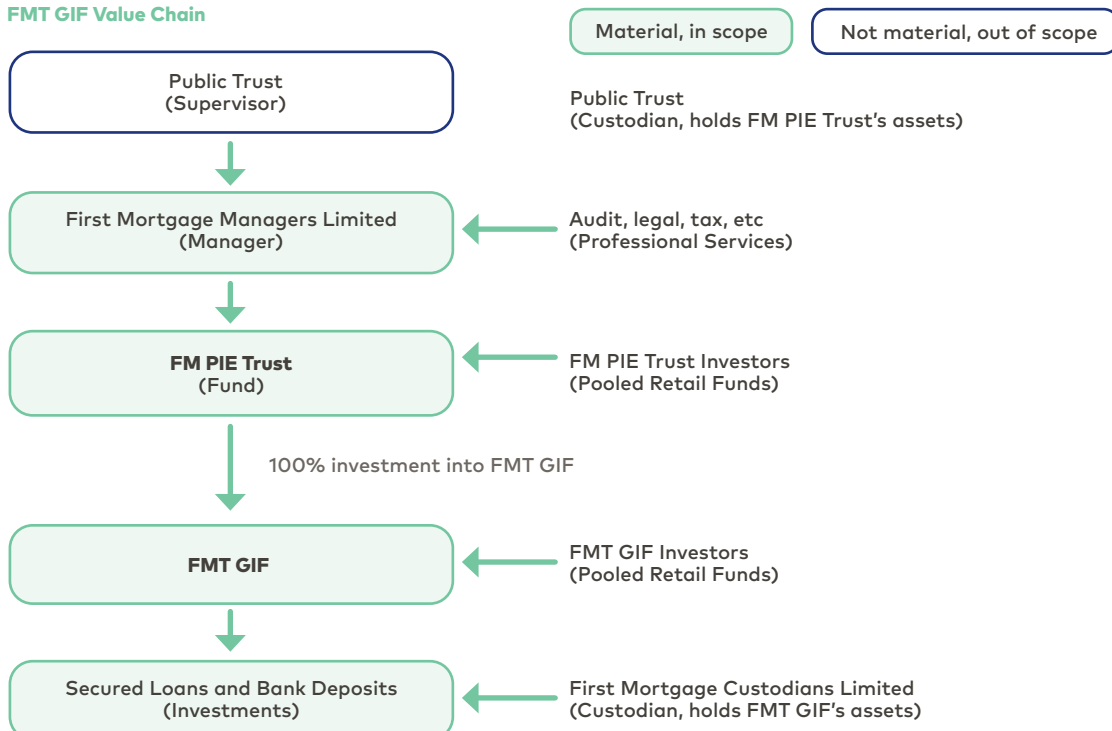 FMT GIF Value Chain
Material, in scope
Not material, out of scope
Public Trust
(Supervisor)
Public Trust
(Custodian, holds FM PIE Trust's assets)
First Mortgage Managers Limited
(Manager)
Audit, legal, tax, etc
(Professional Services)
FM PIE Trust
(Fund)
FM PIE Trust Investors
(Pooled Retail Funds)
100% investment into FMT GIF
FMT GIF
FMT GIF Investors
(Pooled Retail Funds)
Secured Loans and Bank Deposits
(Investments)
First Mortgage Custodians Limited
(Custodian, holds FMT GIF's assets)